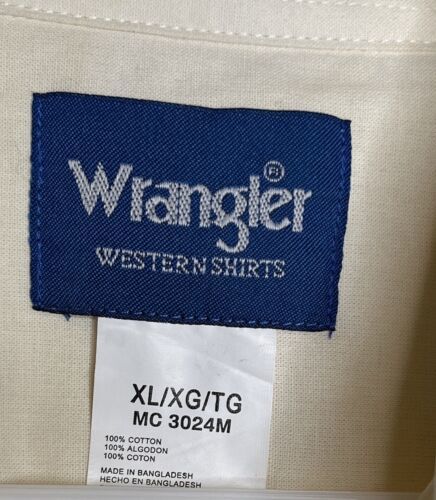 Wrangler®
WESTERN SHIRTS
XL/XG/TG
MC 3024M
100% COTTON
100% ALGODON
100% COTON
MADE IN BANGLADESH
HECHO EN BANGLADESH